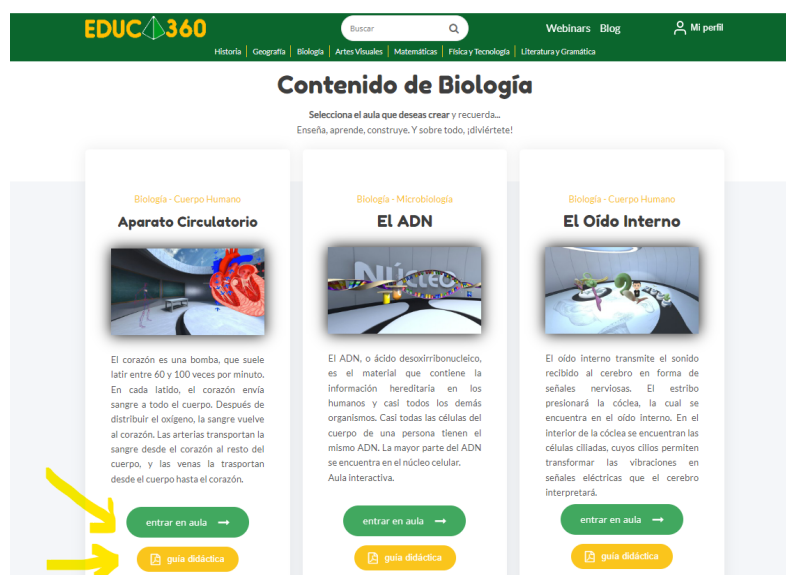 EDUC 360
Buscar
Webinars Blog
Mi perfil
Historia | Geografía | Biología | Artes Visuales | Matemáticas | Física y Tecnología | Literatura y Gramática
Contenido de Biología
Selecciona el aula que deseas crear y recuerda...
Enseña, aprende, construye. Y sobre todo, ¡diviértete!
Biología - Cuerpo Humano
Aparato Circulatorio
El corazón es una bomba, que suele
latir entre 60 y 100 veces por minuto.
En cada latido, el corazón envía
sangre a todo el cuerpo. Después de
distribuir el oxígeno, la sangre vuelve
al corazón. Las arterias transportan la
sangre desde el corazón al resto del
cuerpo, y las venas la trasportan
desde el cuerpo hasta el corazón.
entrar en aula
guía didáctica
Biología - Microbiología
El ADN
Núcleo
El ADN, o ácido desoxirribonucleico,
es el material que contiene la
información hereditaria en los
humanos y casi todos los demás
organismos. Casi todas las células del
cuerpo de una persona tienen el
mismo ADN. La mayor parte del ADN
se encuentra en el núcleo celular.
Aula interactiva.
entrar en aula
guía didáctica
Biología - Cuerpo Humano
El Oído Interno
El oído interno transmite el sonido
recibido al cerebro en forma de
señales nerviosas. El estribo
presionará la cóclea, la cual se
encuentra en el oído interno. En el
interior de la cóclea se encuentran las
células ciliadas, cuyos cilios permiten
transformar las vibraciones en
señales eléctricas que el cerebro
interpretará.
entrar en aula
guía didáctica